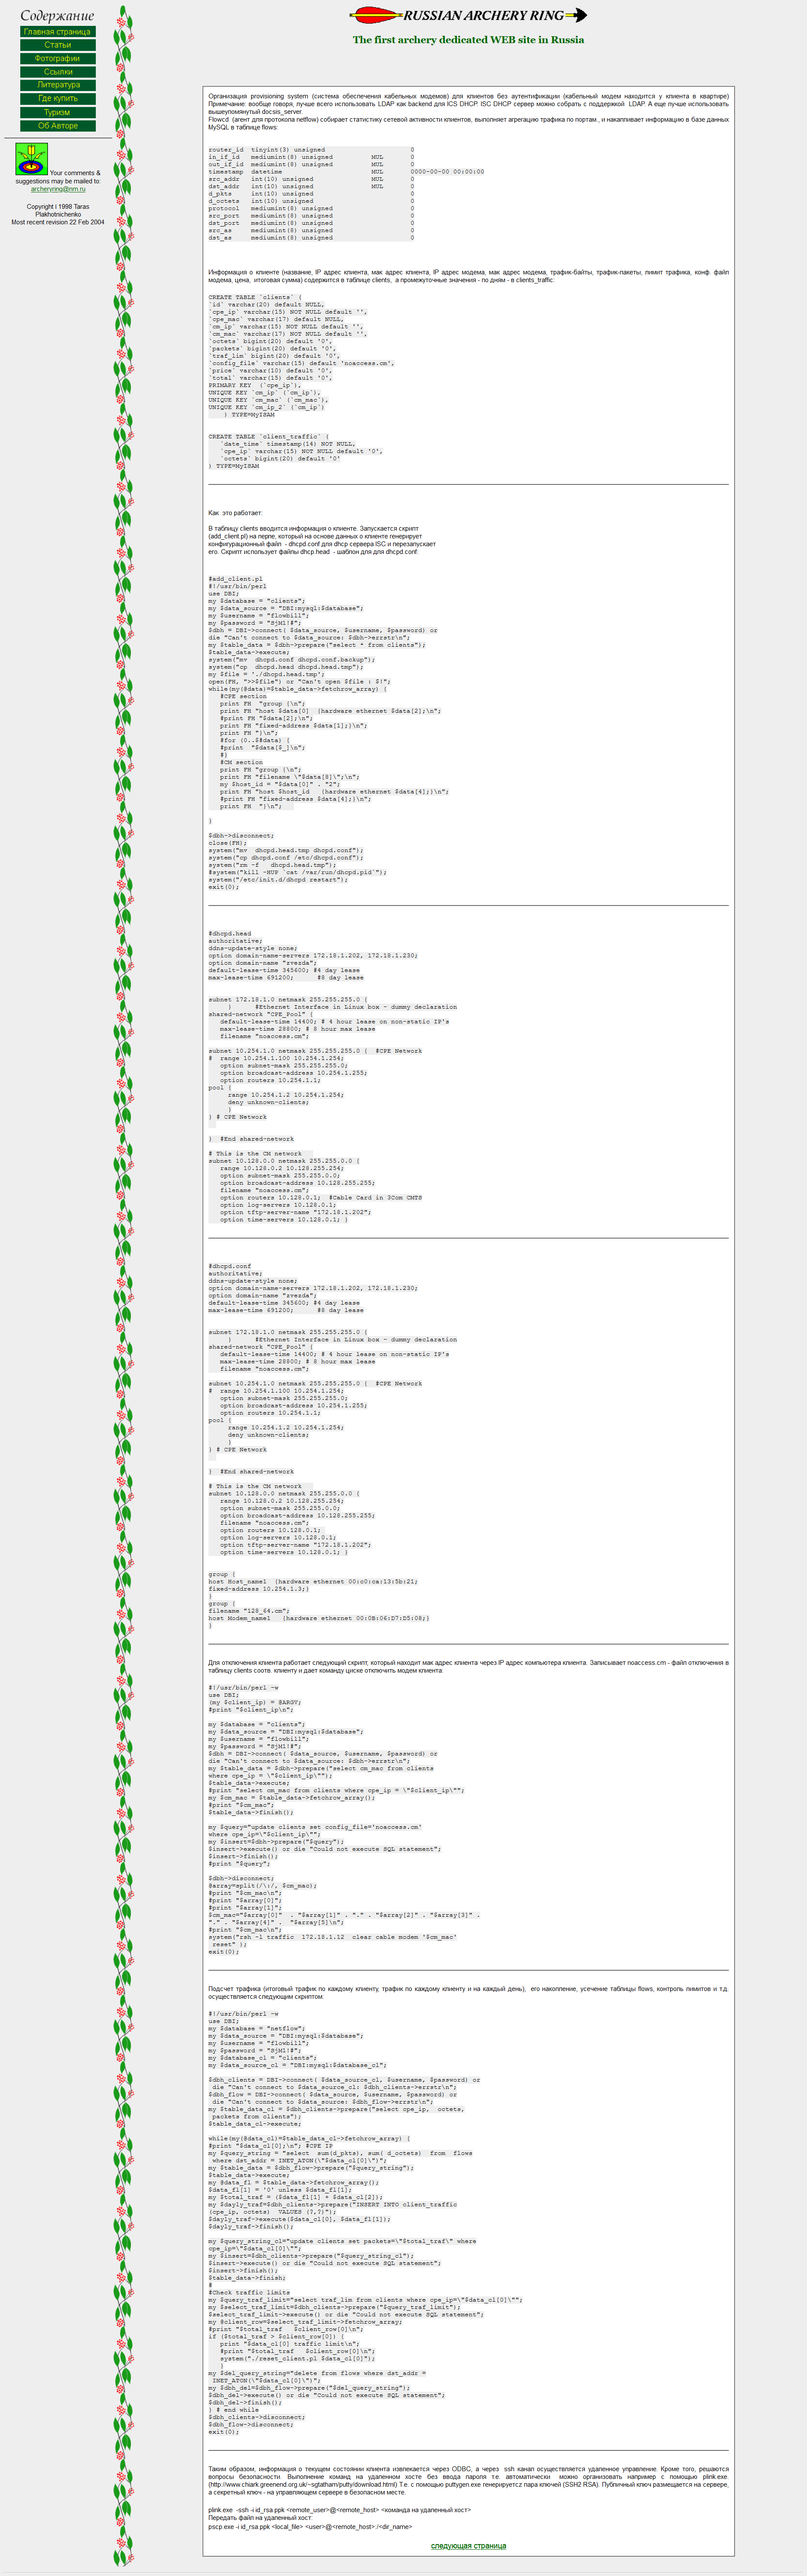 Содержание
Главная страница
Статьи
Фотографии
Ссылки
Литература
Где купить
Туризм
Об Авторе
Your comments &
suggestions may be mailed to:
archeryring@nm.ru
Copyright i 1998 Taras
Plakhotnichenko
Most recent revision 22 Feb 2004
RUSSIAN ARCHERY RING
The first archery dedicated WEB site in Russia
Организация provisioning system (система обеспечения кабельных модемов) для клиентов без аутентификации (кабельный модем находится у клиента в квартире)
Примечание: вообще говоря, лучше всего использовать LDAP как backend для ICS DHCP. ISC DHCP сервер можно собрать с поддержкой LDAP. А еще лучше использовать
вышеупомянутый docsis_server.
Flowcd (агент для протокола netflow) собирает статистику сетевой активности клиентов, выполняет агрегацию трафика по портам., и накапливает информацию в базе данных
MySQL в таблице flows:
router_id tinyint(3) unsigned 0
in_if_id mediumint(8) unsigned NUL 0
out_if_id mediumint(8) unsigned NUL 0
timestamp datetime NUL 0000-00-00 00:00:00
src_addr int(10) unsigned NUL 0
dst_addr int(10) unsigned NUL 0
d_pkts int(10) unsigned 0
d_octets int(10) unsigned 0
protocol mediumint(8) unsigned 0
src_port mediumint(8) unsigned 0
dst_port mediumint(8) unsigned 0
src_as mediumint(8) unsigned 0
dst_as mediumint(8) unsigned 0
Информация о клиенте (название, IP адрес клиента, мак адрес клиента, IP адрес модема, мак адрес модема, трафик-байты, трафик-пакеты, лимит трафика, конф. файл
модема, цена, итоговая сумма) содержится в таблице clients, а промежуточные значения - по дням - в clients_traffic:
CREATE TABLE `clients` (
`id` varchar(20) default NULL,
`cpe_ip` varchar(15) NOT NULL default '',
`cpe_mac` varchar(17) default NULL,
`cm_ip` varchar(15) NOT NULL default '',
`cm_mac` varchar(17) NOT NULL default '',
`octets` bigint(20) default '0',
`packets` bigint(20) default '0',
`traf_lim` bigint(20) default '0',
`config_file` varchar(15) default 'noaccess.cm',
`price` varchar(10) default '0',
`total` varchar(15) default '0',
PRIMARY KEY (`cpe_ip`),
UNIQUE KEY `cm_ip` (`cm_ip`),
UNIQUE KEY `cm_mac` (`cm_mac`),
UNIQUE KEY `cm_ip_2` (`cm_ip`)
) TYPE=MyISAM
CREATE TABLE `client_traffic` (
`date_time` timestamp(14) NOT NULL,
`cpe_ip` varchar(15) NOT NULL default '0',
`octets` bigint(20) default '0'
) TYPE=MyISAM
Как это работает.
В таблицу clients вводится информация о клиенте. Запускается скрипт
(add_client.pl) на перле, который на основе данных о клиенте генерирует
конфигурационный файл - dhcpd.conf для dhcp сервера ISC и перезапускает
его. Скрипт использует файлы dhcp.head - шаблон для для dhcpd.conf:
#add_client.pl
#!/usr/bin/perl
use DBI;
my $database = "clients";
my $data_source = "DBI:mysql:$database";
my $username = "flowbill";
my $password = "SjM1!#";
$dbh = DBI->connect( $data_source, $username, $password) or
die "Can't connect to $data_source: $dbh->errstr\n";
my $table_data = $dbh->prepare("select * from clients");
$table_data->execute;
system("mv dhcpd.conf dhcpd.conf.backup");
system("cp dhcpd.head dhcpd.head.tmp");
my $file = './dhcpd.head.tmp';
open(FH, ">>$file") or "Can't open $file : $!";
while(my(@data)=$table_data->fetchrow_array) {
#CPE section
print FH "group {\n";
print FH "host $data[0] {hardware ethernet $data[2];\n";
#print FH "$data[2];\n";
print FH "fixed-address $data[1];}\n";
print FH "}\n";
#for (0..$#data) {
#print "$data[$_]\n";
#}
#CM section
print FH "group {\n";
print FH "filename \"$data[8]\";\n";
my $host_id = "$data[0]" . "2";
print FH "host $host_id {hardware ethernet $data[4];}\n";
#print FH "fixed-address $data[4];}\n";
print FH "}\n";
}
$dbh->disconnect;
close(FH);
system("mv dhcpd.head.tmp dhcpd.conf");
system("cp dhcpd.conf /etc/dhcpd.conf");
system("rm -f dhcpd.head.tmp");
#system("kill -HUP `cat /var/run/dhcpd.pid`");
system("/etc/init.d/dhcpd restart");
exit(0);
#dhcpd.head
authoritative;
ddns-update-style none;
option domain-name-servers 172.18.1.202, 172.18.1.230;
option domain-name "zvezda";
default-lease-time 345600; #4 day lease
max-lease-time 691200; #8 day lease
subnet 172.18.1.0 netmask 255.255.255.0 {
} #Ethernet Interface in Linux box - dummy declaration
shared-network "CPE_Pool" {
default-lease-time 14400; # 4 hour lease on non-static IP's
max-lease-time 28800; # 8 hour max lease
filename "noaccess.cm";
subnet 10.254.1.0 netmask 255.255.255.0 { #CPE Network
# range 10.254.1.100 10.254.1.254;
option subnet-mask 255.255.255.0;
option broadcast-address 10.254.1.255;
option routers 10.254.1.1;
pool {
range 10.254.1.2 10.254.1.254;
deny unknown-clients;
}
} # CPE Network
} #End shared-network
# This is the CM network
subnet 10.128.0.0 netmask 255.255.0.0 {
range 10.128.0.2 10.128.255.254;
option subnet-mask 255.255.0.0;
option broadcast-address 10.128.255.255;
filename "noaccess.cm";
option routers 10.128.0.1; #Cable Card in 3Com CMTS
option log-servers 10.128.0.1;
option tftp-server-name "172.18.1.202";
option time-servers 10.128.0.1; }
#dhcpd.conf
authoritative;
ddns-update-style none;
option domain-name-servers 172.18.1.202, 172.18.1.230;
option domain-name "zvezda";
default-lease-time 345600; #4 day lease
max-lease-time 691200; #8 day lease
subnet 172.18.1.0 netmask 255.255.255.0 {
} #Ethernet Interface in Linux box - dummy declaration
shared-network "CPE_Pool" {
default-lease-time 14400; # 4 hour lease on non-static IP's
max-lease-time 28800; # 8 hour max lease
filename "noaccess.cm";
subnet 10.254.1.0 netmask 255.255.255.0 { #CPE Network
# range 10.254.1.100 10.254.1.254;
option subnet-mask 255.255.255.0;
option broadcast-address 10.254.1.255;
option routers 10.254.1.1;
pool {
range 10.254.1.2 10.254.1.254;
deny unknown-clients;
}
} # CPE Network
} #End shared-network
# This is the CM network
subnet 10.128.0.0 netmask 255.255.0.0 {
range 10.128.0.2 10.128.255.254;
option subnet-mask 255.255.0.0;
option broadcast-address 10.128.255.255;
filename "noaccess.cm";
option routers 10.128.0.1;
option log-servers 10.128.0.1;
option tftp-server-name "172.18.1.202";
option time-servers 10.128.0.1; }
group {
host Host_name1 {hardware ethernet 00:c0:ca:13:5b:21;
fixed-address 10.254.1.3;}
}
group {
filename "128_64.cm";
host Modem_name1 {hardware ethernet 00:0B:06:D7:D5:08;}
}
Для отключения клиента работает следующий скрипт, который находит мак адрес клиента через IP адрес компьютера клиента. Записывает noaccess.cm - файл отключения в
таблицу clients соотв. клиенту и дает команду циске отключить модем клиента:
#!/usr/bin/perl -w
use DBI;
(my $client_ip) = @ARGV;
#print "$client_ip\n";
my $database = "clients";
my $data_source = "DBI:mysql:$database";
my $username = "flowbill";
my $password = "SjM1!#";
$dbh = DBI->connect( $data_source, $username, $password) or
die "Can't connect to $data_source: $dbh->errstr\n";
my $table_data = $dbh->prepare("select cm_mac from clients
where cpe_ip = \"$client_ip\"");
$table_data->execute;
#print "select cm_mac from clients where cpe_ip = \"$client_ip\"";
my $cm_mac = $table_data->fetchrow_array();
#print "$cm_mac";
$table_data->finish();
my $query="update clients set config_file='noaccess.cm'
where cpe_ip=\"$client_ip\"";
my $insert=$dbh->prepare("$query");
$insert->execute() or die "Could not execute SQL statement";
$insert->finish();
#print "$query";
$dbh->disconnect;
@array=split(/\:/, $cm_mac);
#print "$cm_mac\n";
#print "$array[0]";
#print "$array[1]";
$cm_mac="$array[0]" . "$array[1]" . "." . "$array[2]" . "$array[3]" .
"." . "$array[4]" . "$array[5]\n";
#print "$cm_mac\n";
system("rsh -l traffic 172.18.1.12 clear cable modem '$cm_mac'
reset" );
exit(0);
Подсчет трафика (итоговый трафик по каждому клиенту, трафик по каждому клиенту и на каждый день), его накопление, усечение таблицы flows, контроль лимитов и т.д.
осуществляется следующим скриптом:
#!/usr/bin/perl -w
use DBI;
my $database = "netflow";
my $data_source = "DBI:mysql:$database";
my $username = "flowbill";
my $password = "SjM1!#";
my $database_cl = "clients";
my $data_source_cl = "DBI:mysql:$database_cl";
$dbh_clients = DBI->connect( $data_source_cl, $username, $password) or
die "Can't connect to $data_source_cl: $dbh_clients->errstr\n";
$dbh_flow = DBI->connect( $data_source, $username, $password) or
die "Can't connect to $data_source: $dbh_flow->errstr\n";
my $table_data_cl = $dbh_clients->prepare("select cpe_ip, octets,
packets from clients");
$table_data_cl->execute;
while(my(@data_cl)=$table_data_cl->fetchrow_array) {
#print "$data_cl[0];\n"; #CPE IP
my $query_string = "select sum(d_pkts), sum( d_octets) from flows
where dst_addr = INET_ATON(\"$data_cl[0]\")";
my $table_data = $dbh_flow->prepare("$query_string");
$table_data->execute;
my @data_fl = $table_data->fetchrow_array();
$data_fl[1] = '0' unless $data_fl[1];
my $total_traf = ($data_fl[1] + $data_cl[2]);
my $dayly_traf=$dbh_clients->prepare("INSERT INTO client_traffic
(cpe_ip, octets) VALUES (?,?)");
$dayly_traf->execute($data_cl[0], $data_fl[1]);
$dayly_traf->finish();
my $query_string_cl="update clients set packets=\"$total_traf\" where
cpe_ip=\"$data_cl[0]\"";
my $insert=$dbh_clients->prepare("$query_string_cl");
$insert->execute() or die "Could not execute SQL statement";
$insert->finish();
$table_data->finish;
#
#Check traffic limits
my $query_traf_limit="select traf_lim from clients where cpe_ip=\"$data_cl[0]\"";
my $select_traf_limit=$dbh_clients->prepare("$query_traf_limit");
$select_traf_limit->execute() or die "Could not execute SQL statement";
my @client_row=$select_traf_limit->fetchrow_array;
#print "$total_traf $client_row[0]\n";
if ($total_traf > $client_row[0]) {
print "$data_cl[0] traffic limit\n";
#print "$total_traf $client_row[0]\n";
system("./reset_client.pl $data_cl[0]");
}
my $del_query_string="delete from flows where dst_addr =
INET_ATON(\"$data_cl[0]\")";
my $dbh_del=$dbh_flow->prepare("$del_query_string");
$dbh_del->execute() or die "Could not execute SQL statement";
$dbh_del->finish();
} # end while
$dbh_clients->disconnect;
$dbh_flow->disconnect;
exit(0);
Таким образом, информация о текущем состоянии клиента извлекается через ODBC, а через ssh канал осуществляется удаленное управление. Кроме того, решаются
вопросы безопасности. Выполнение команд на удаленном хосте без ввода пароля т.е. автоматически можно организовать например с помощью plink.exe.
(http://www.chiark.greenend.org.uk/~sgtatham/putty/download.html) Т.е. с помощью puttygen.exe генерируетcz пара ключей (SSH2 RSA). Публичный ключ размещается на сервере,
а секретный ключ - на управляющем сервере в безопасном месте.
plink.exe -ssh -i id_rsa.ppk <remote_user>@<remote_host> <команда на удаленный хост>
Передать файл на удаленный хост:
pscp.exe -i id_rsa.ppk <local_file> <user>@<remote_host>:/<dir_name>
следующая страница